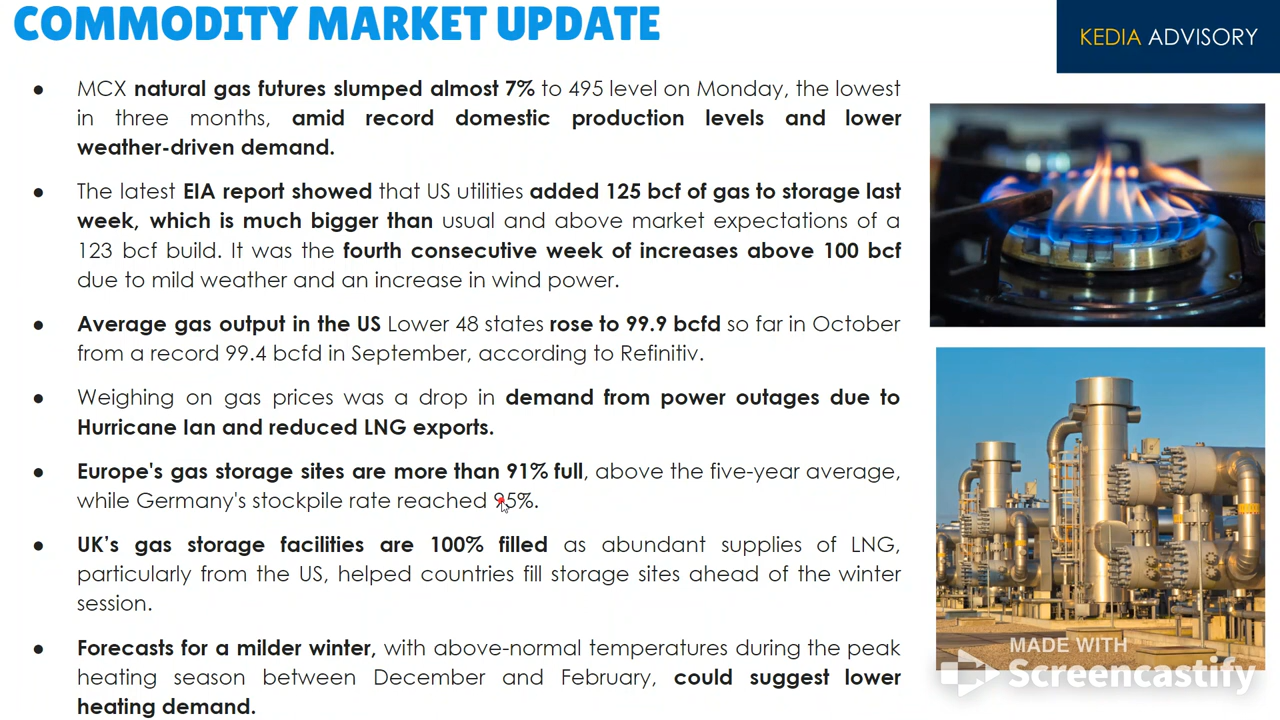 COMMODITY MARKET UPDATE
KEDIA ADVISORY
● MCX natural gas futures slumped almost 7% to 495 level on Monday, the lowest
in three months, amid record domestic production levels and lower
weather-driven demand.
● The latest EIA report showed that US utilities added 125 bcf of gas to storage last
week, which is much bigger than usual and above market expectations of a
123 bcf build. It was the fourth consecutive week of increases above 100 bcf
due to mild weather and an increase in wind power.
● Average gas output in the US Lower 48 states rose to 99.9 bcfd so far in October
from a record 99.4 bcfd in September, according to Refinitiv.
● Weighing on gas prices was a drop in demand from power outages due to
Hurricane Ian and reduced LNG exports.
● Europe's gas storage sites are more than 91% full, above the five-year average,
while Germany's stockpile rate reached 95%.
● UK’s gas storage facilities are 100% filled as abundant supplies of LNG,
particularly from the US, helped countries fill storage sites ahead of the winter
session.
● Forecasts for a milder winter, with above-normal temperatures during the peak
heating season between December and February, could suggest lower
heating demand.
MADE WITH
Screencastify